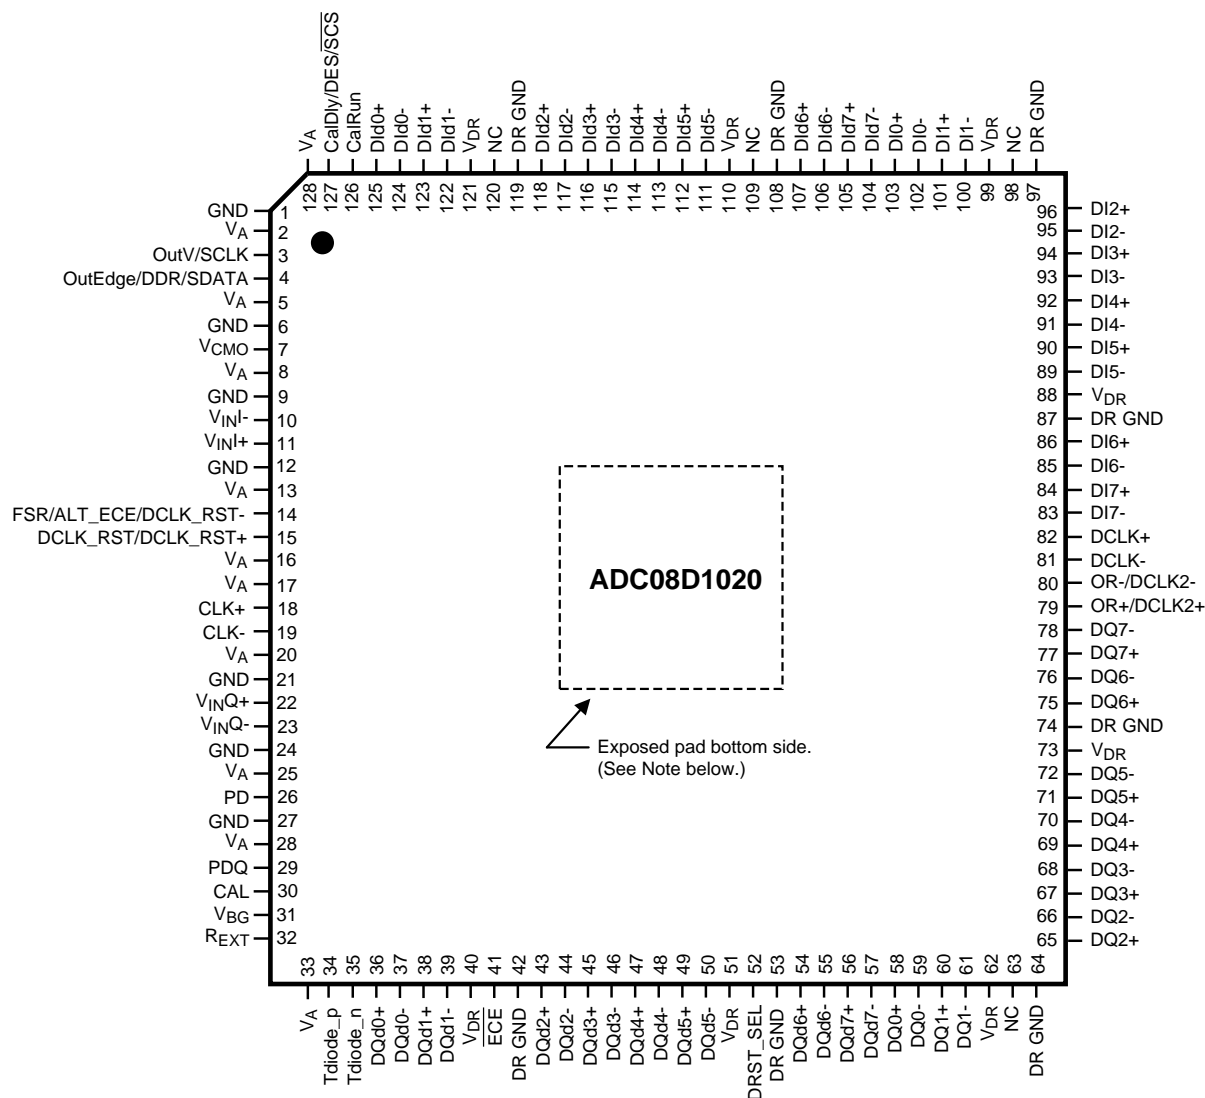 VA
CalDly/DES/SCS
CalRun
DId0+
DId0-
DId1+
DId1-
VDR
NC
DR GND
DId2+
DId2-
DId3+
DId3-
DId4+
DId4-
DId5+
DId5-
VDR
NC
DR GND
DId6+
DId6-
DId7+
DId7-
DI0+
DI0-
DI1+
DI1-
VDR
NC
DR GND
128 127 126 125 124 123 122 121 120 119 118 117 116 115 114 113 112 111 110 109 108 107 106 105 104 103 102 101 100 99 98 97
GND 1
VA 2
OutV/SCLK 3
OutEdge/DDR/SDATA 4
VA 5
GND 6
VCMO 7
VA 8
GND 9
VINI- 10
VINI+ 11
GND 12
VA 13
FSR/ALT_ECE/DCLK_RST- 14
DCLK_RST/DCLK_RST+ 15
VA 16
VA 17
CLK+ 18
CLK- 19
VA 20
GND 21
VINQ+ 22
VINQ- 23
GND 24
VA 25
PD 26
GND 27
VA 28
PDQ 29
CAL 30
VBG 31
REXT 32
ADC08D1020
Exposed pad bottom side.
(See Note below.)
96 DI2+
95 DI2-
94 DI3+
93 DI3-
92 DI4+
91 DI4-
90 DI5+
89 DI5-
88 VDR
87 DR GND
86 DI6+
85 DI6-
84 DI7+
83 DI7-
82 DCLK+
81 DCLK-
80 OR-/DCLK2-
79 OR+/DCLK2+
78 DQ7-
77 DQ7+
76 DQ6-
75 DQ6+
74 DR GND
73 VDR
72 DQ5-
71 DQ5+
70 DQ4-
69 DQ4+
68 DQ3-
67 DQ3+
66 DQ2-
65 DQ2+
33 34 35 36 37 38 39 40 41 42 43 44 45 46 47 48 49 50 51 52 53 54 55 56 57 58 59 60 61 62 63 64
VA
Tdiode_p
Tdiode_n
DQd0+
DQd0-
DQd1+
DQd1-
VDR
ECE
DR GND
DQd2+
DQd2-
DQd3+
DQd3-
DQd4+
DQd4-
DQd5+
DQd5-
VDR
DRST_SEL
DR GND
DQd6+
DQd6-
DQd7+
DQd7-
DQ0+
DQ0-
DQ1+
DQ1-
VDR
NC
DR GND